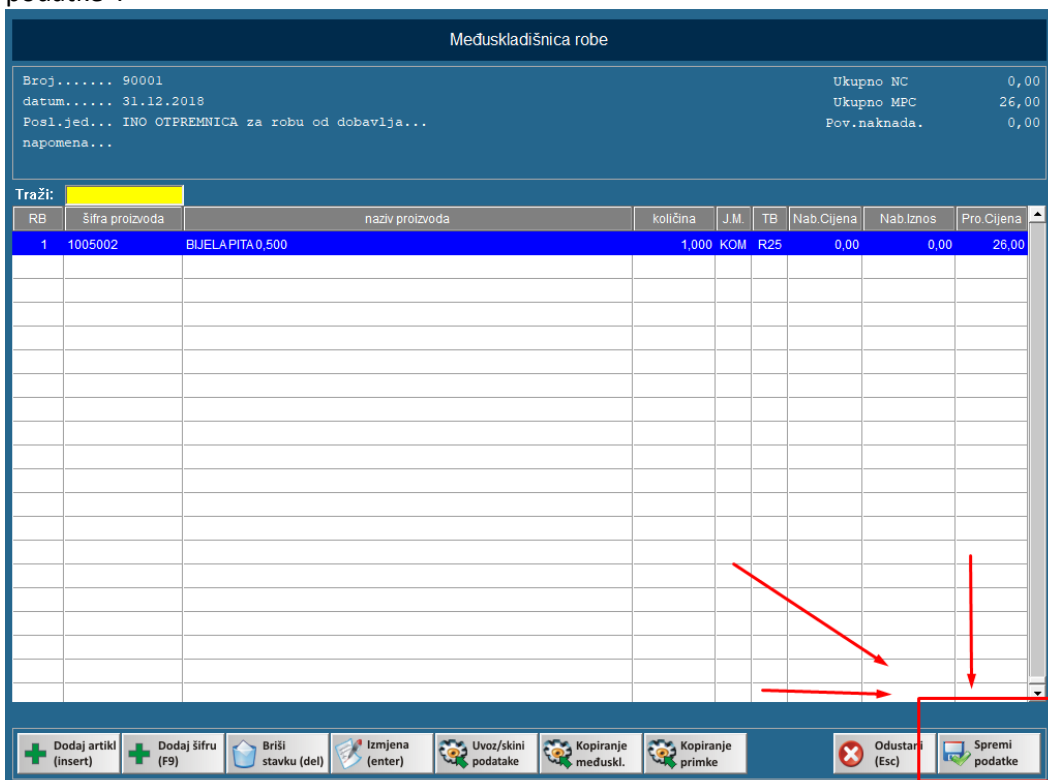 Međuskladišnica robe
Broj....... 90001 Ukupno NC 0,00
datum...... 31.12.2018 Ukupno MPC 26,00
Posl.jed... INO OTPREMNICA za robu od dobavlja... Pov.naknada. 0,00
napomena...
Traži:
RB šifra proizvoda naziv proizvoda količina J.M. TB Nab.Cijena Nab.Iznos Pro.Cijena
1 1005002 BIJELA PITA 0,500 1,000 KOM R25 0,00 0,00 26,00
Dodaj artikl
(insert)
Dodaj šifru
(F9)
Briši
stavku (del)
Izmjena
(enter)
Uvoz/skini
podatake
Kopiranje
međuskl.
Kopiranje
primke
Odustani
(Esc)
Spremi
podatke